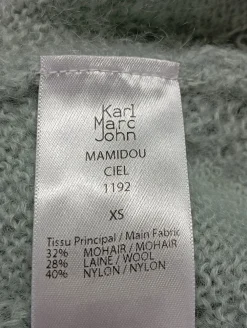 Karl
Marc
John
MAMIDOU
CIEL
1192
XS
Tissu Principal / Main Fabric
32% MOHAIR / MOHAIR
28% LAINE / WOOL
40% NYLON / NYLON